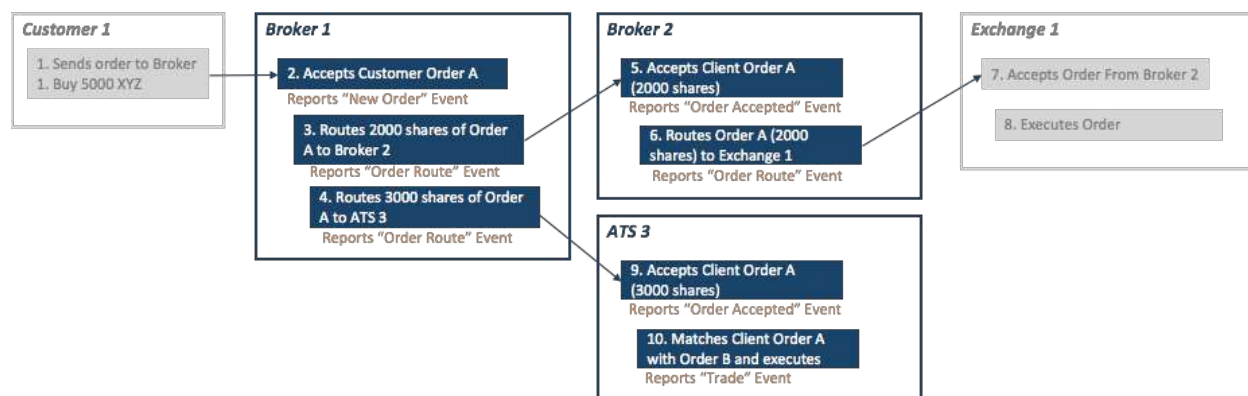 Customer 1
1. Sends order to Broker
1. Buy 5000 XYZ
Broker 1
2. Accepts Customer Order A
Reports "New Order" Event
3. Routes 2000 shares of Order
A to Broker 2
Reports "Order Route" Event
4. Routes 3000 shares of Order
A to ATS 3
Reports "Order Route" Event
Broker 2
5. Accepts Client Order A
(2000 shares)
Reports "Order Accepted" Event
6. Routes Order A (2000
shares) to Exchange 1
Reports "Order Route" Event
Exchange 1
7. Accepts Order From Broker 2
8. Executes Order
ATS 3
9. Accepts Client Order A
(3000 shares)
Reports "Order Accepted" Event
10. Matches Client Order A
with Order B and executes
Reports "Trade" Event